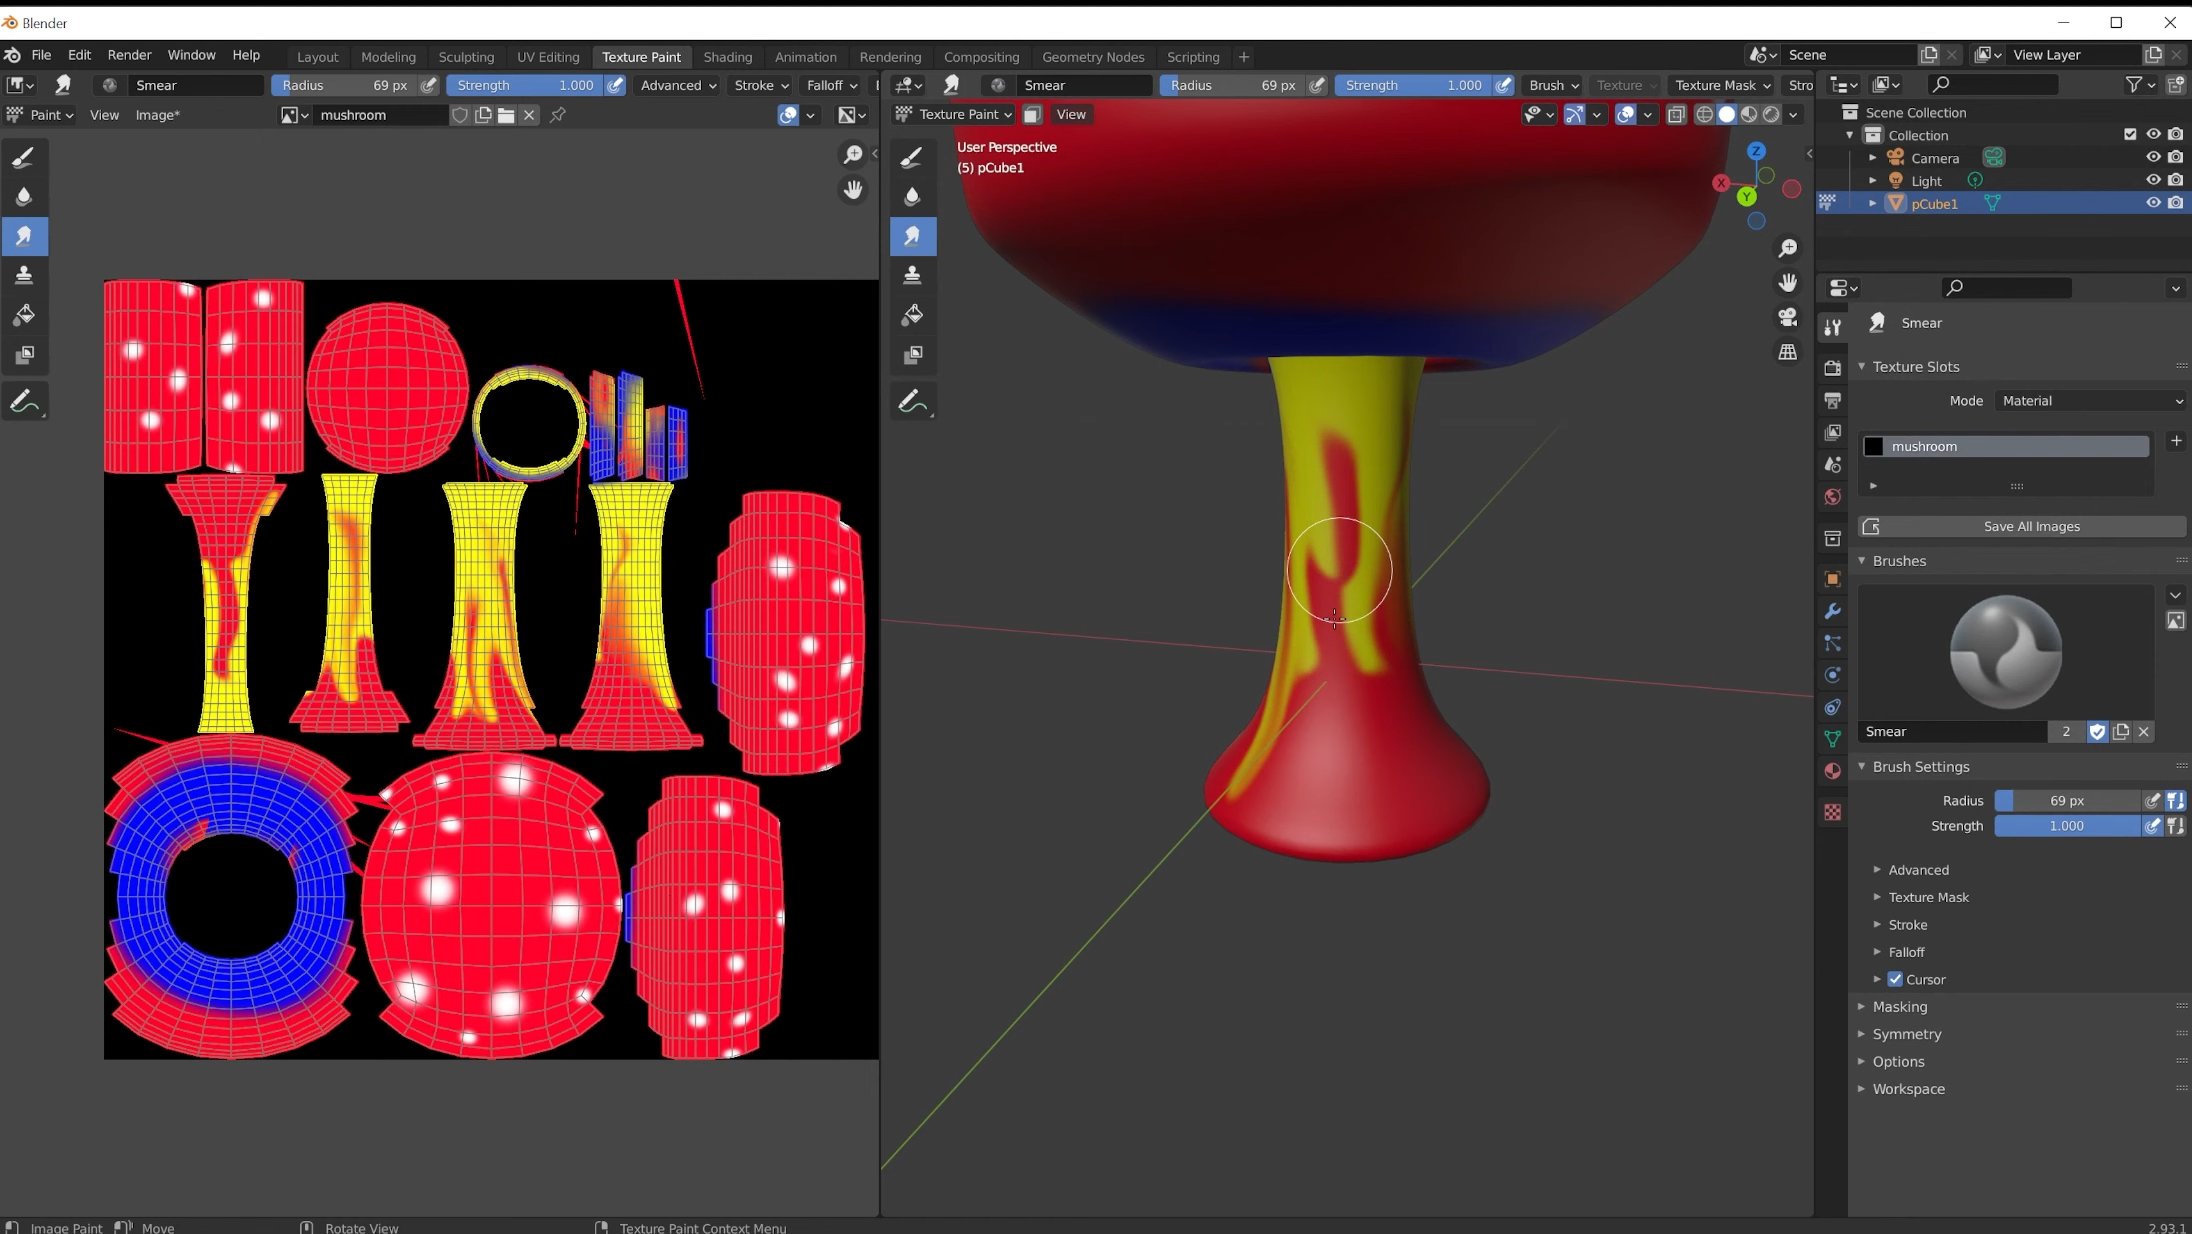 Blender
File Edit Render Window Help Layout Modeling Sculpting UV Editing Texture Paint Shading Animation Rendering Compositing Geometry Nodes Scripting + Scene View Layer
Smear Radius 69 px Strength 1.000 Advanced Stroke Falloff Smear Radius 69 px Strength 1.000 Brush Texture Texture Mask Stro
Paint View Image* mushroom Texture Paint View
Scene Collection
Collection
User Perspective
(5) pCube1
Z
X
Y
Camera
Light
pCube1
Smear
Texture Slots
Mode Material
mushroom
Save All Images
Brushes
Smear 2
Brush Settings
Radius 69 px
Strength 1.000
Advanced
Texture Mask
Stroke
Falloff
Cursor
Masking
Symmetry
Options
Workspace
Image Paint Move Rotate View Texture Paint Context Menu 2.93.1